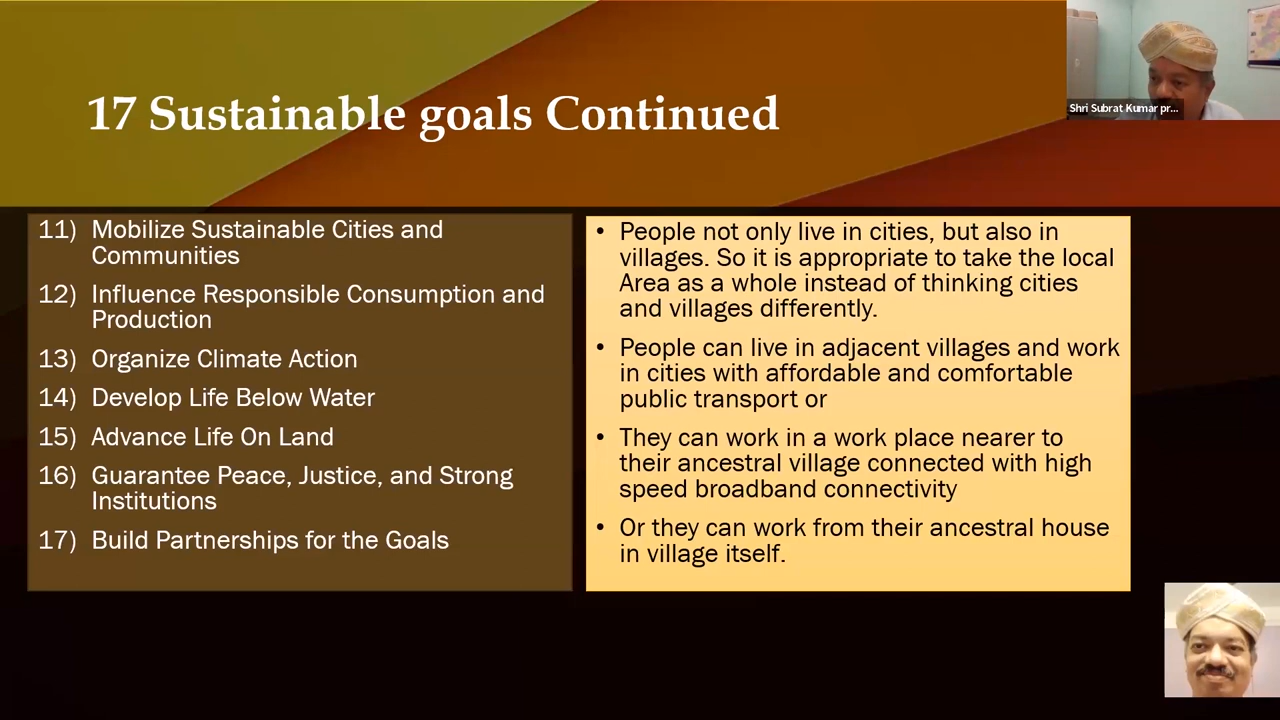 17 Sustainable goals Continued
Shri Subrat Kumar pr...
11) Mobilize Sustainable Cities and
Communities
12) Influence Responsible Consumption and
Production
13) Organize Climate Action
14) Develop Life Below Water
15) Advance Life On Land
16) Guarantee Peace, Justice, and Strong
Institutions
17) Build Partnerships for the Goals
• People not only live in cities, but also in
villages. So it is appropriate to take the local
Area as a whole instead of thinking cities
and villages differently.
• People can live in adjacent villages and work
in cities with affordable and comfortable
public transport or
• They can work in a work place nearer to
their ancestral village connected with high
speed broadband connectivity
• Or they can work from their ancestral house
in village itself.